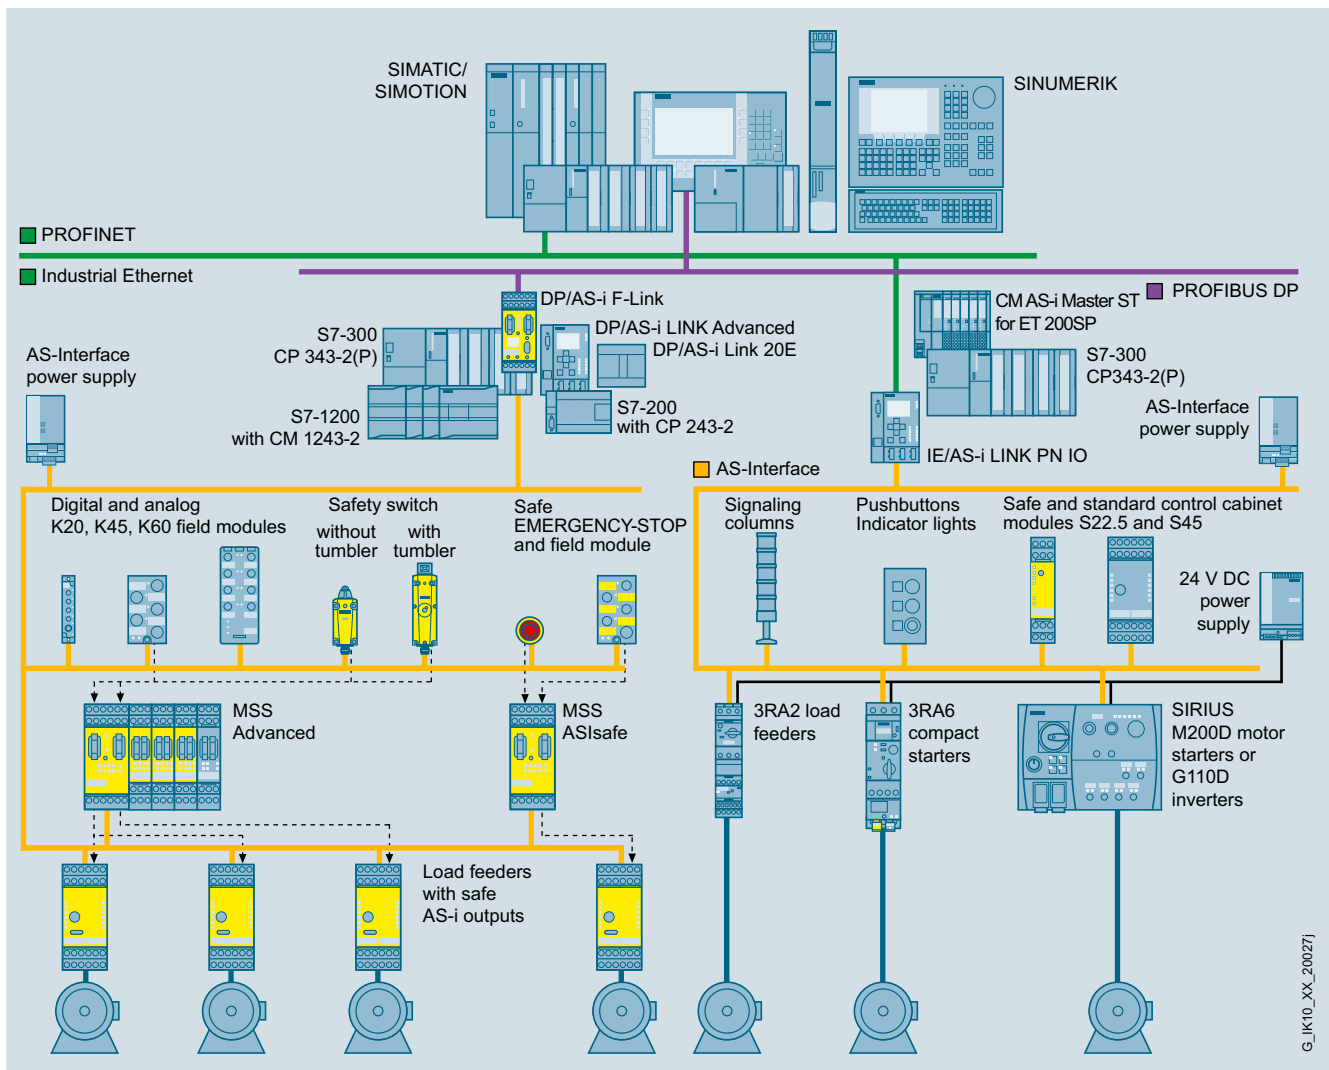 SIMATIC/
SIMOTION
SINUMERIK
PROFINET
Industrial Ethernet
PROFIBUS DP
DP/AS-i F-Link
S7-300
CP 343-2(P)
DP/AS-i LINK Advanced
DP/AS-i Link 20E
CM AS-i Master ST
for ET 200SP
S7-300
CP343-2(P)
AS-Interface
power supply
S7-1200
with CM 1243-2
S7-200
with CP 243-2
AS-Interface
power supply
IE/AS-i LINK PN IO
AS-Interface
Digital and analog
K20, K45, K60 field modules
Safety switch
without
tumbler
with
tumbler
Safe
EMERGENCY-STOP
and field module
Signaling
columns
Pushbuttons
Indicator lights
Safe and standard control cabinet
modules S22.5 and S45
24 V DC
power
supply
MSS
Advanced
MSS
ASIsafe
3RA2 load
feeders
3RA6
compact
starters
SIRIUS
M200D motor
starters or
G110D
inverters
Load feeders
with safe
AS-i outputs
G_IK10_XX_20027j